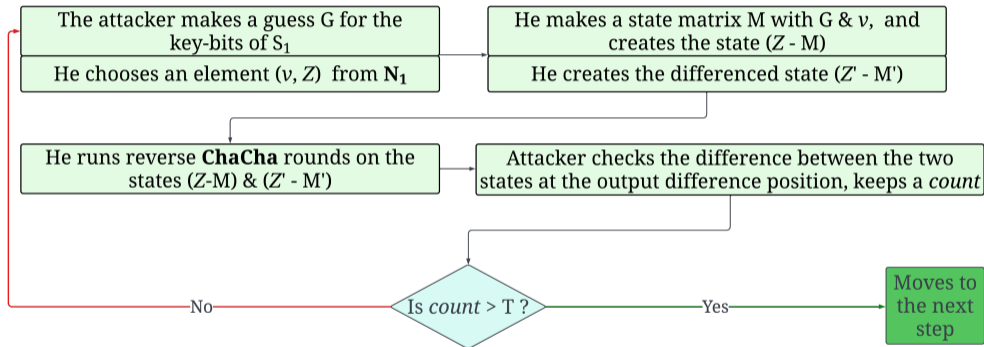 The attacker makes a guess G for the
key-bits of S₁
He chooses an element (v, Z) from N₁
He makes a state matrix M with G & v, and
creates the state (Z - M)
He creates the differenced state (Z' - M')
He runs reverse ChaCha rounds on the
states (Z-M) & (Z' - M')
Attacker checks the difference between the two
states at the output difference position, keeps a count
Is count > T ?
No
Yes
Moves to
the next
step